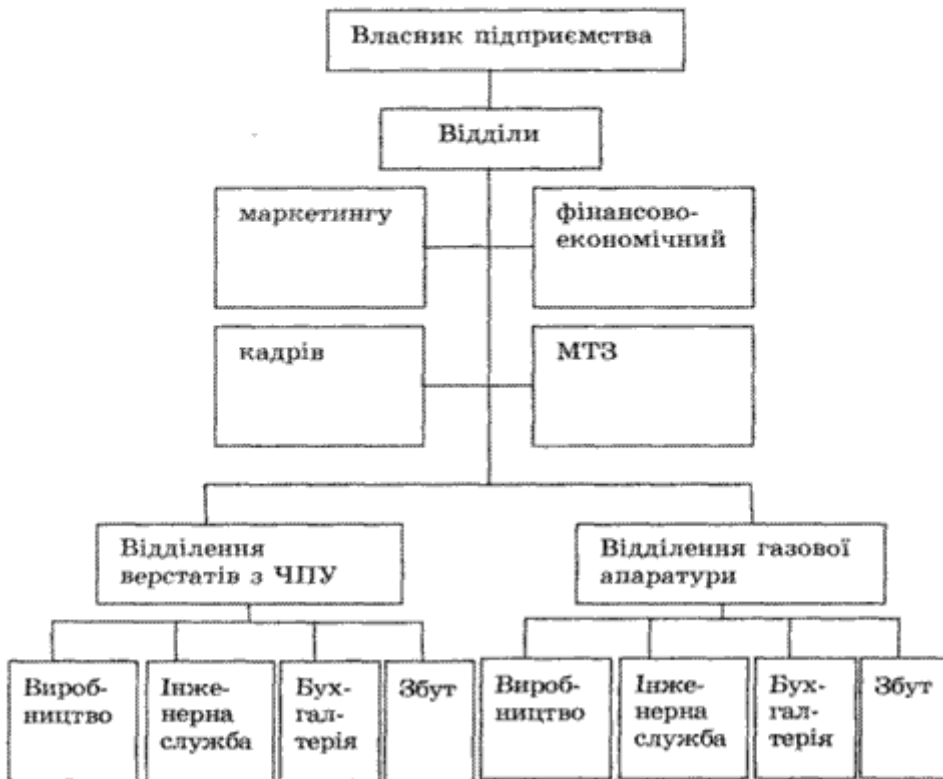 Власник підприємства
Відділи
маркетингу
фінансово-
економічний
кадрів
МТЗ
Відділення
верстатів з ЧПУ
Відділення газової
апаратури
Вироб-
ництво
Інже-
нерна
служба
Бух-
гал-
терія
Збут
Вироб-
ництво
Інже-
нерна
служба
Бух-
гал-
терія
Збут